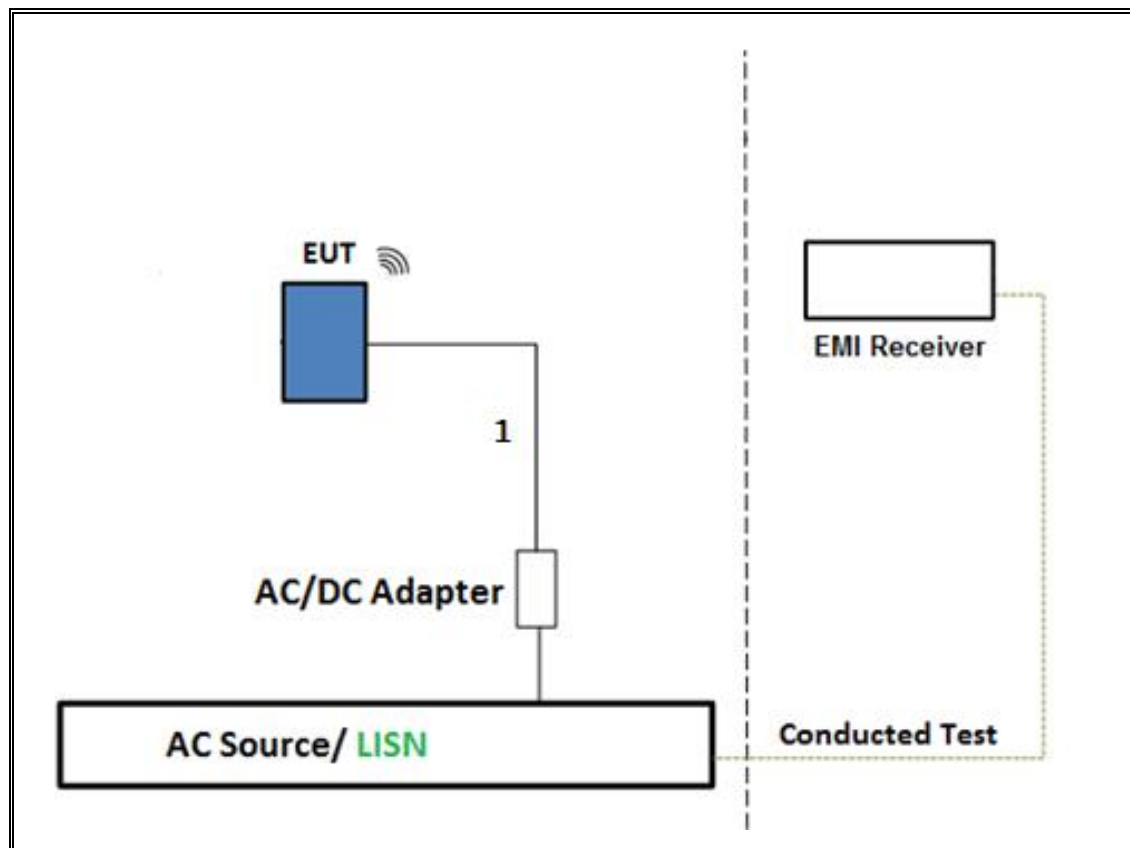 EUT
EMI Receiver
1
AC/DC Adapter
AC Source/ LISN
Conducted Test